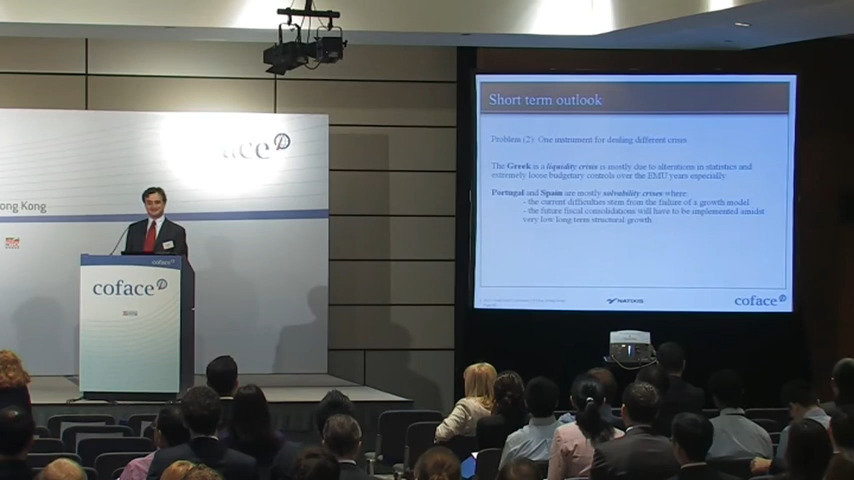 coface
ong Kong
coface
coface
Short term outlook
Problem (2): One instrument for dealing different crisis
The Greek is a liquidity crisis is mostly due to alterations in statistics and
extremely loose budgetary controls over the EMU years especially
Portugal and Spain are mostly solvability crises where:
- the current difficulties stem from the failure of a growth model
- the future fiscal consolidations will have to be implemented amidst
very low long term structural growth
NATIXIS
coface